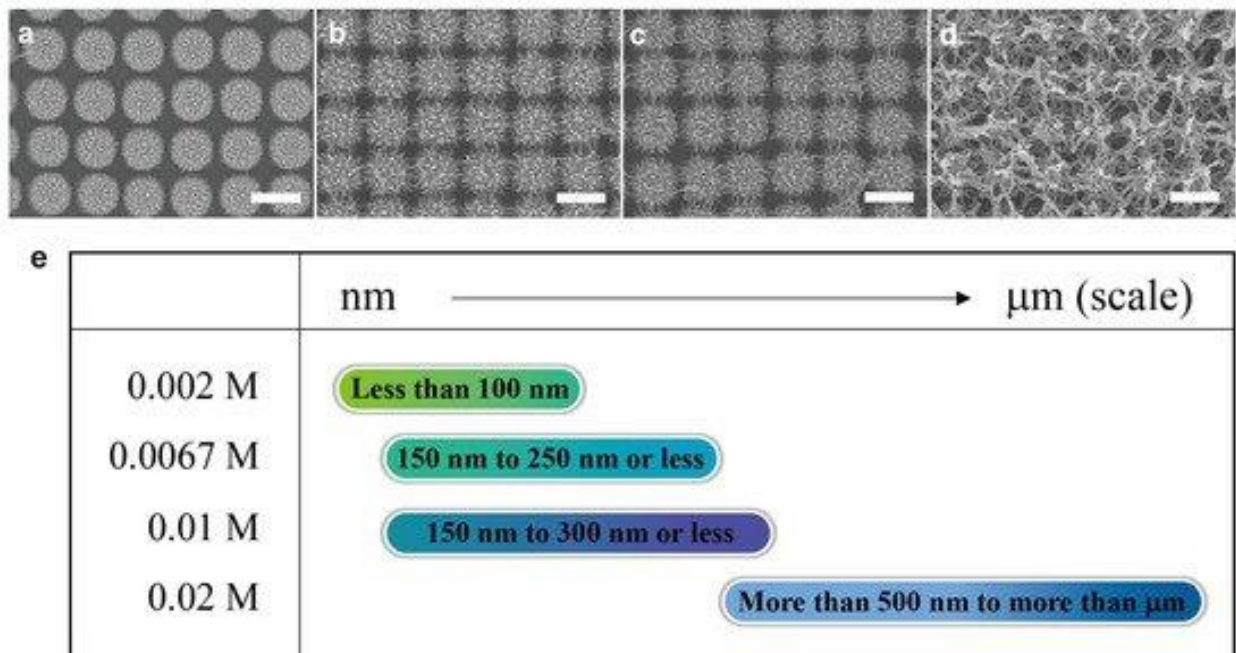 a b c d
e
nm μm (scale)
0.002 M Less than 100 nm
0.0067 M 150 nm to 250 nm or less
0.01 M 150 nm to 300 nm or less
0.02 M More than 500 nm to more than μm